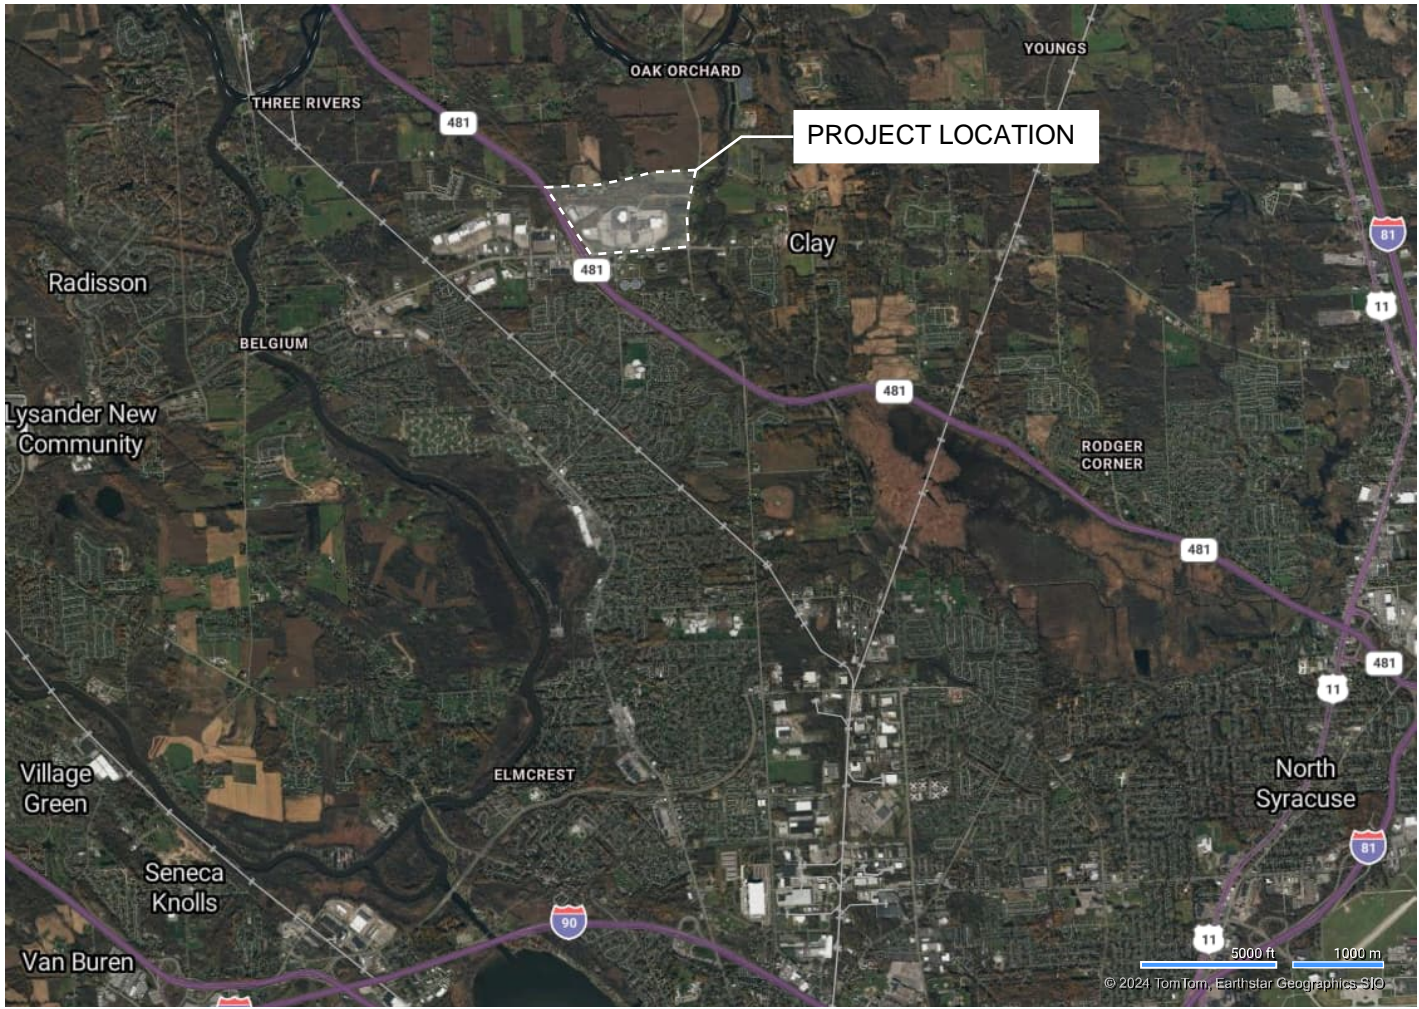 YOUNGS
OAK ORCHARD
THREE RIVERS
481
PROJECT LOCATION
81
Clay
481
Radisson
11
BELGIUM
481
Lysander New
Community
RODGER
CORNER
481
481
11
Village
Green
ELMCREST
North
Syracuse
81
Seneca
Knolls
90
11
Van Buren
5000 ft
1000 m
© 2024 TomTom, Earthstar Geographics SIO